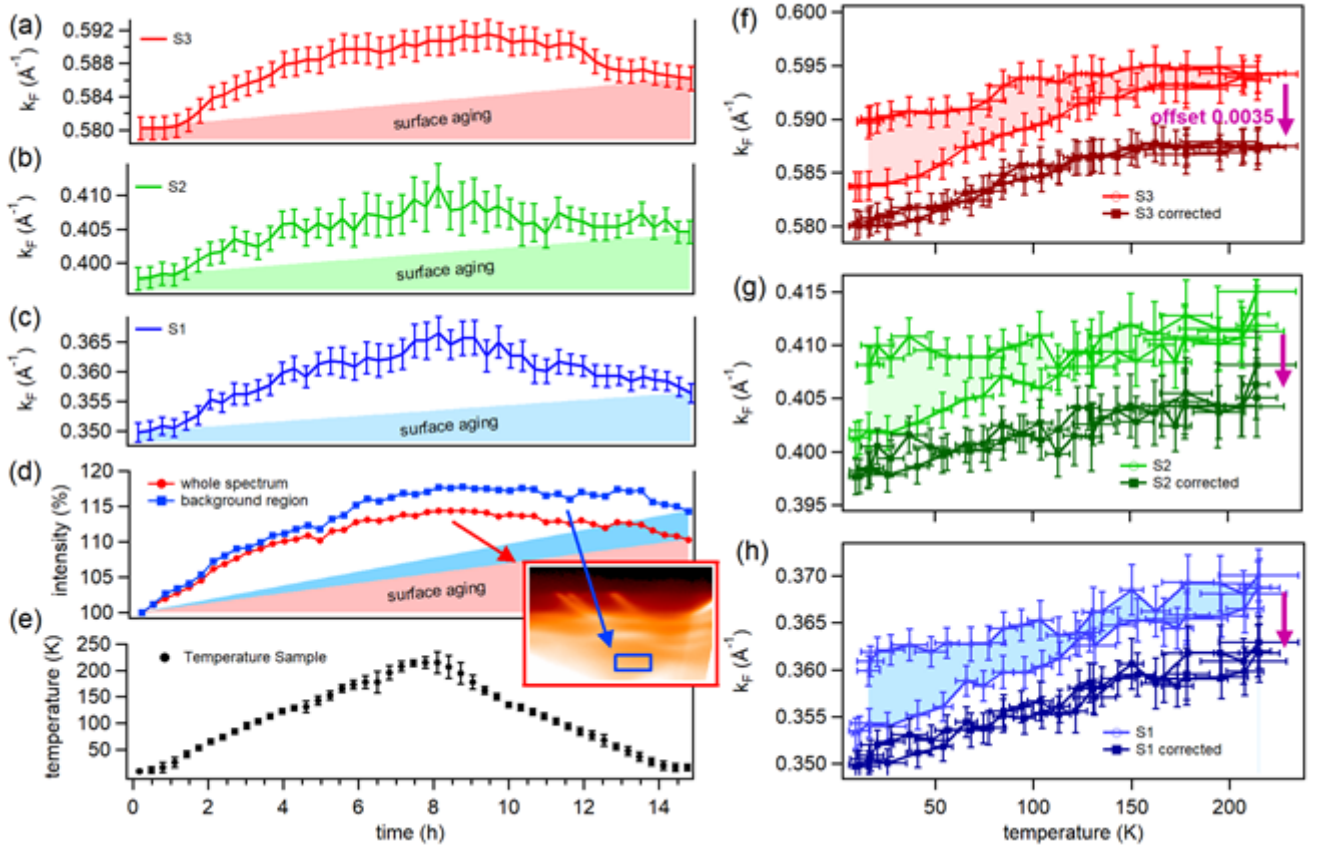 (a)
0.592
0.588
0.584
0.580
k_F (Å⁻¹)
S3
surface aging
(b)
0.410
0.405
0.400
k_F (Å⁻¹)
S2
surface aging
(c)
0.365
0.360
0.355
0.350
k_F (Å⁻¹)
S1
surface aging
(d)
120
115
110
105
100
intensity (%)
whole spectrum
background region
surface aging
(e)
250
200
150
100
50
temperature (K)
Temperature Sample
0 2 4 6 8 10 12 14
time (h)
(f)
0.600
0.595
0.590
0.585
0.580
k_F (Å⁻¹)
offset 0.0035
S3
S3 corrected
(g)
0.415
0.410
0.405
0.400
0.395
k_F (Å⁻¹)
S2
S2 corrected
(h)
0.370
0.365
0.360
0.355
0.350
k_F (Å⁻¹)
S1
S1 corrected
50 100 150 200
temperature (K)